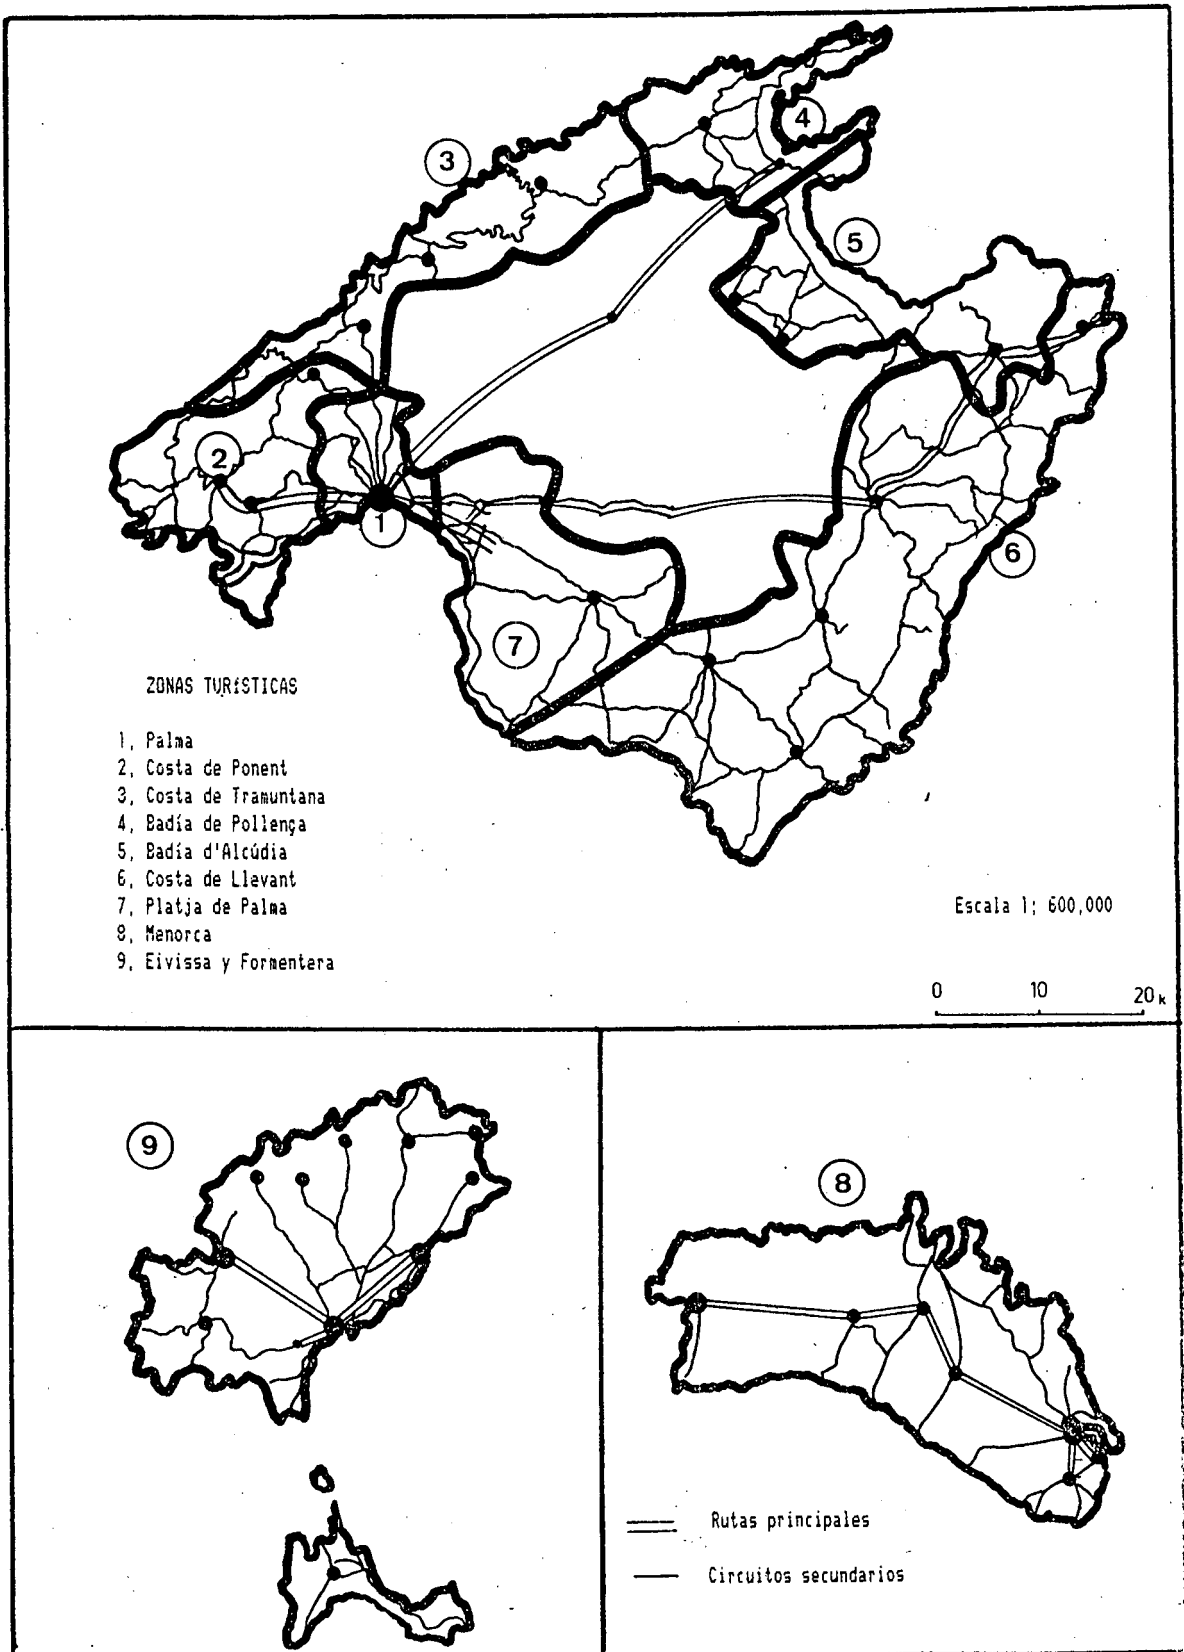 4
3
5
2
1
6
7
ZONAS TURÍSTICAS
1, Palma
2, Costa de Ponent
3, Costa de Tramuntana
4, Badía de Pollença
5, Badía d'Alcúdia
6, Costa de Llevant
7, Platja de Palma
8, Menorca
9, Eivissa y Formentera
Escala 1; 600,000
0 10 20 k
9
8
Rutas principales
Circuitos secundarios